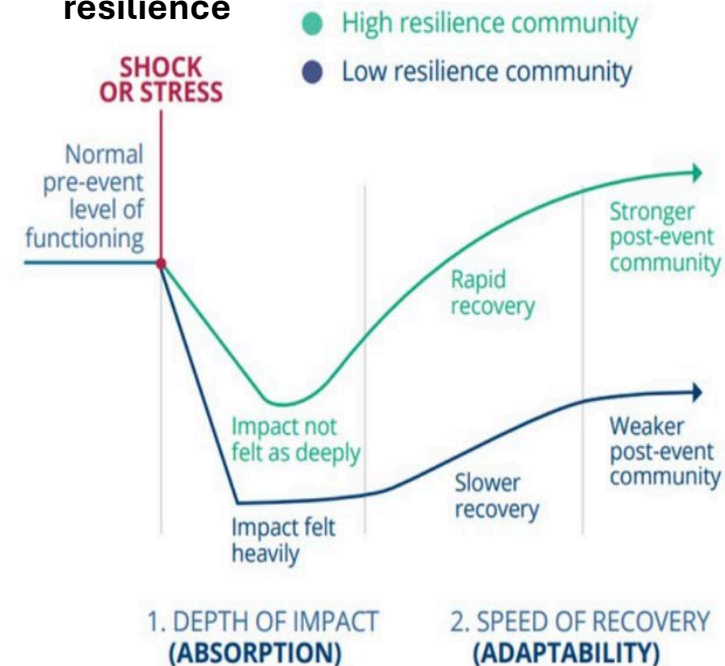 resilience
High resilience community
Low resilience community
SHOCK
OR STRESS
Normal
pre-event
level of
functioning
Stronger
post-event
community
Rapid
recovery
Impact not
felt as deeply
Weaker
post-event
community
Slower
recovery
Impact felt
heavily
1. DEPTH OF IMPACT
(ABSORPTION)
2. SPEED OF RECOVERY
(ADAPTABILITY)